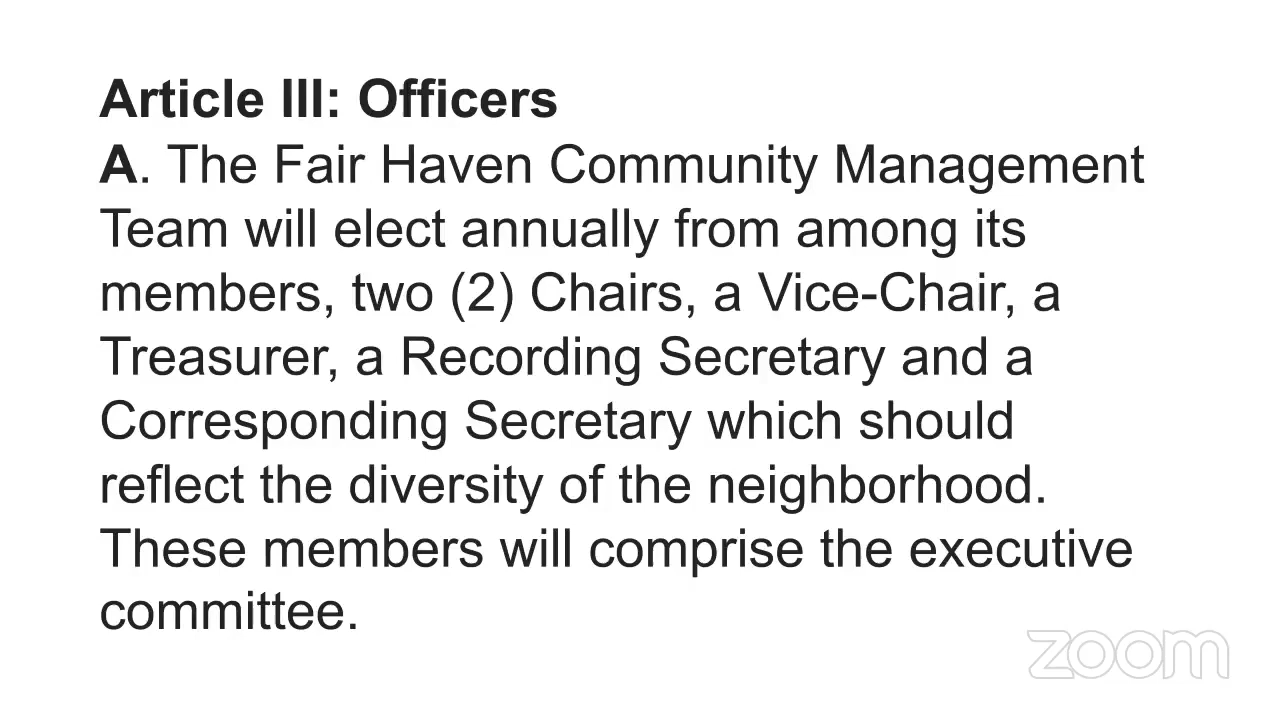 Article III: Officers
A. The Fair Haven Community Management
Team will elect annually from among its
members, two (2) Chairs, a Vice-Chair, a
Treasurer, a Recording Secretary and a
Corresponding Secretary which should
reflect the diversity of the neighborhood.
These members will comprise the executive
committee.
zoom